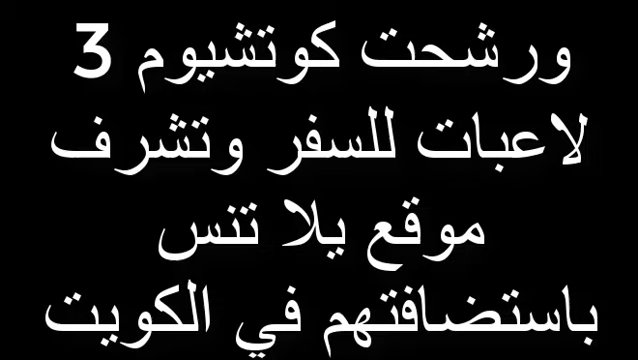 ورشحت كوتشيوم 3
لاعبات للسفر وتشرف
موقع يلا تنس
باستضافتهم في الكويت